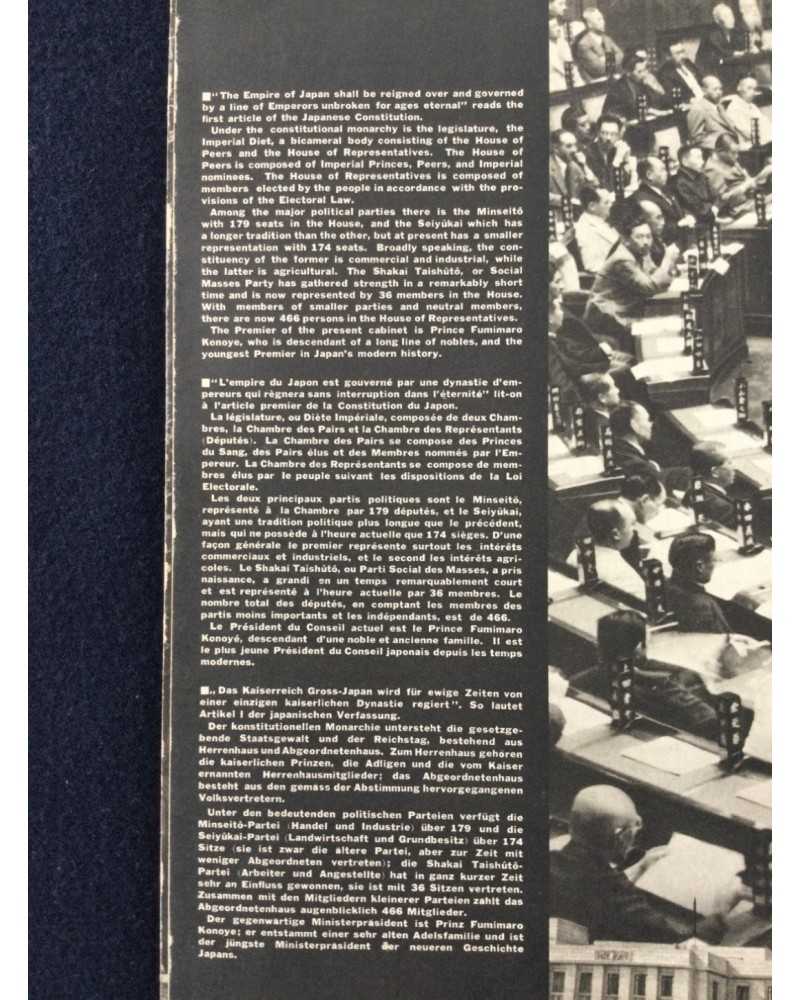 ■“The Empire of Japan shall be reigned over and governed
by a line of Emperors unbroken for ages eternal” reads the
first article of the Japanese Constitution.
Under the constitutional monarchy is the legislature, the
Imperial Diet, a bicameral body consisting of the House of
Peers and the House of Representatives. The House of
Peers is composed of Imperial Princes, Peers, and Imperial
nominees. The House of Representatives is composed of
members elected by the people in accordance with the pro-
visions of the Electoral Law.
Among the major political parties there is the Minseitô
with 179 seats in the House, and the Seiyûkai which has
a longer tradition than the other, but at present has a smaller
representation with 174 seats. Broadly speaking, the con-
stituency of the former is commercial and industrial, while
the latter is agricultural. The Shakai Taishûtô, or Social
Masses Party has gathered strength in a remarkably short
time and is now represented by 36 members in the House.
With members of smaller parties and neutral members,
there are now 466 persons in the House of Representatives.
The Premier of the present cabinet is Prince Fumimaro
Konoye, who is descendant of a long line of nobles, and the
youngest Premier in Japan's modern history.
■“L'empire du Japon est gouverné par une dynastie d'em-
pereurs qui règnera sans interruption dans l'éternité” lit-on
à l'article premier de la Constitution du Japon.
La législature, ou Diète Impériale, composée de deux Cham-
bres, la Chambre des Pairs et la Chambre des Représentants
(Députés). La Chambre des Pairs se compose des Princes
du Sang, des Pairs élus et des Membres nommés par l'Em-
pereur. La Chambre des Représentants se compose de mem-
bres élus par le peuple suivant les dispositions de la Loi
Electorale.
Les deux principaux partis politiques sont le Minseitô,
représenté à la Chambre par 179 députés, et le Seiyûkai,
ayant une tradition politique plus longue que le précédent,
mais qui ne possède à l'heure actuelle que 174 sièges. D'une
façon générale le premier représente surtout les intérêts
commerciaux et industriels, et le second les intérêts agri-
coles. Le Shakai Taishûtô, ou Parti Social des Masses, a pris
naissance, a grandi en un temps remarquablement court
et est représenté à l'heure actuelle par 36 membres. Le
nombre total des députés, en comptant les membres des
partis moins importants et les indépendants, est de 466.
Le Président du Conseil actuel est le Prince Fumimaro
Konoyé, descendant d'une noble et ancienne famille. Il est
le plus jeune Président du Conseil japonais depuis les temps
modernes.
■„Das Kaiserreich Gross-Japan wird für ewige Zeiten von
einer einzigen kaiserlichen Dynastie regiert”. So lautet
Artikel I der japanischen Verfassung.
Der konstitutionellen Monarchie untersteht die gesetzge-
bende Staatsgewalt und der Reichstag, bestehend aus
Herrenhaus und Abgeordnetenhaus. Zum Herrenhaus gehören
die kaiserlichen Prinzen, die Adligen und die vom Kaiser
ernannten Herrenhausmitglieder; das Abgeordnetenhaus
besteht aus den gemäss der Abstimmung hervorgegangenen
Volksvertretern.
Unter den bedeutenden politischen Parteien verfügt die
Minseitô-Partei (Handel und Industrie) über 179 und die
Seiyûkai-Partei (Landwirtschaft und Grundbesitz) über 174
Sitze (sie ist zwar die ältere Partei, aber zur Zeit mit
weniger Abgeordneten vertreten); die Shakai Taishûtô-
Partei (Arbeiter und Angestellte) hat in ganz kurzer Zeit
sehr an Einfluss gewonnen, sie ist mit 36 Sitzen vertreten.
Zusammen mit den Mitgliedern kleinerer Parteien zahlt das
Abgeordnetenhaus augenblicklich 466 Mitglieder.
Der gegenwärtige Ministerpräsident ist Prinz Fumimaro
Konoye; er entstammt einer sehr alten Adelsfamilie und ist
der jüngste Ministerpräsident der neueren Geschichte
Japans.